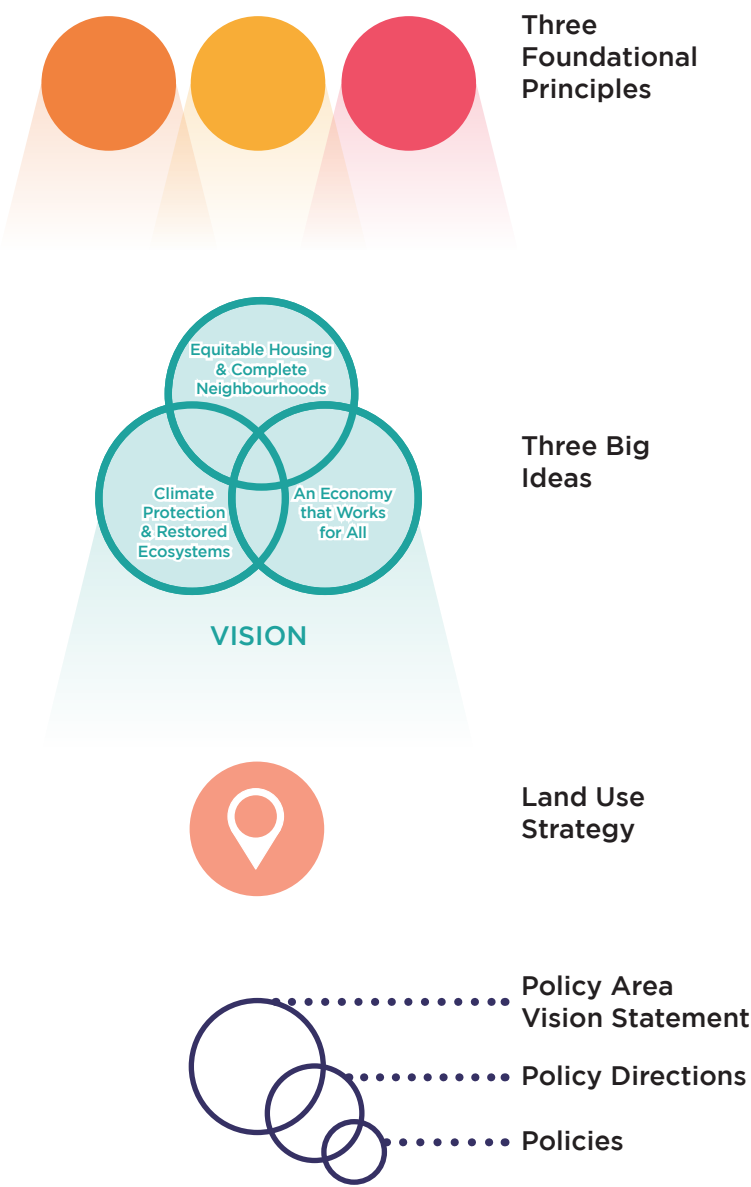 Three
Foundational
Principles
Equitable Housing
& Complete
Neighbourhoods
Climate
Protection
& Restored
Ecosystems
An Economy
that Works
for All
Three Big
Ideas
VISION
Land Use
Strategy
Policy Area
Vision Statement
Policy Directions
Policies